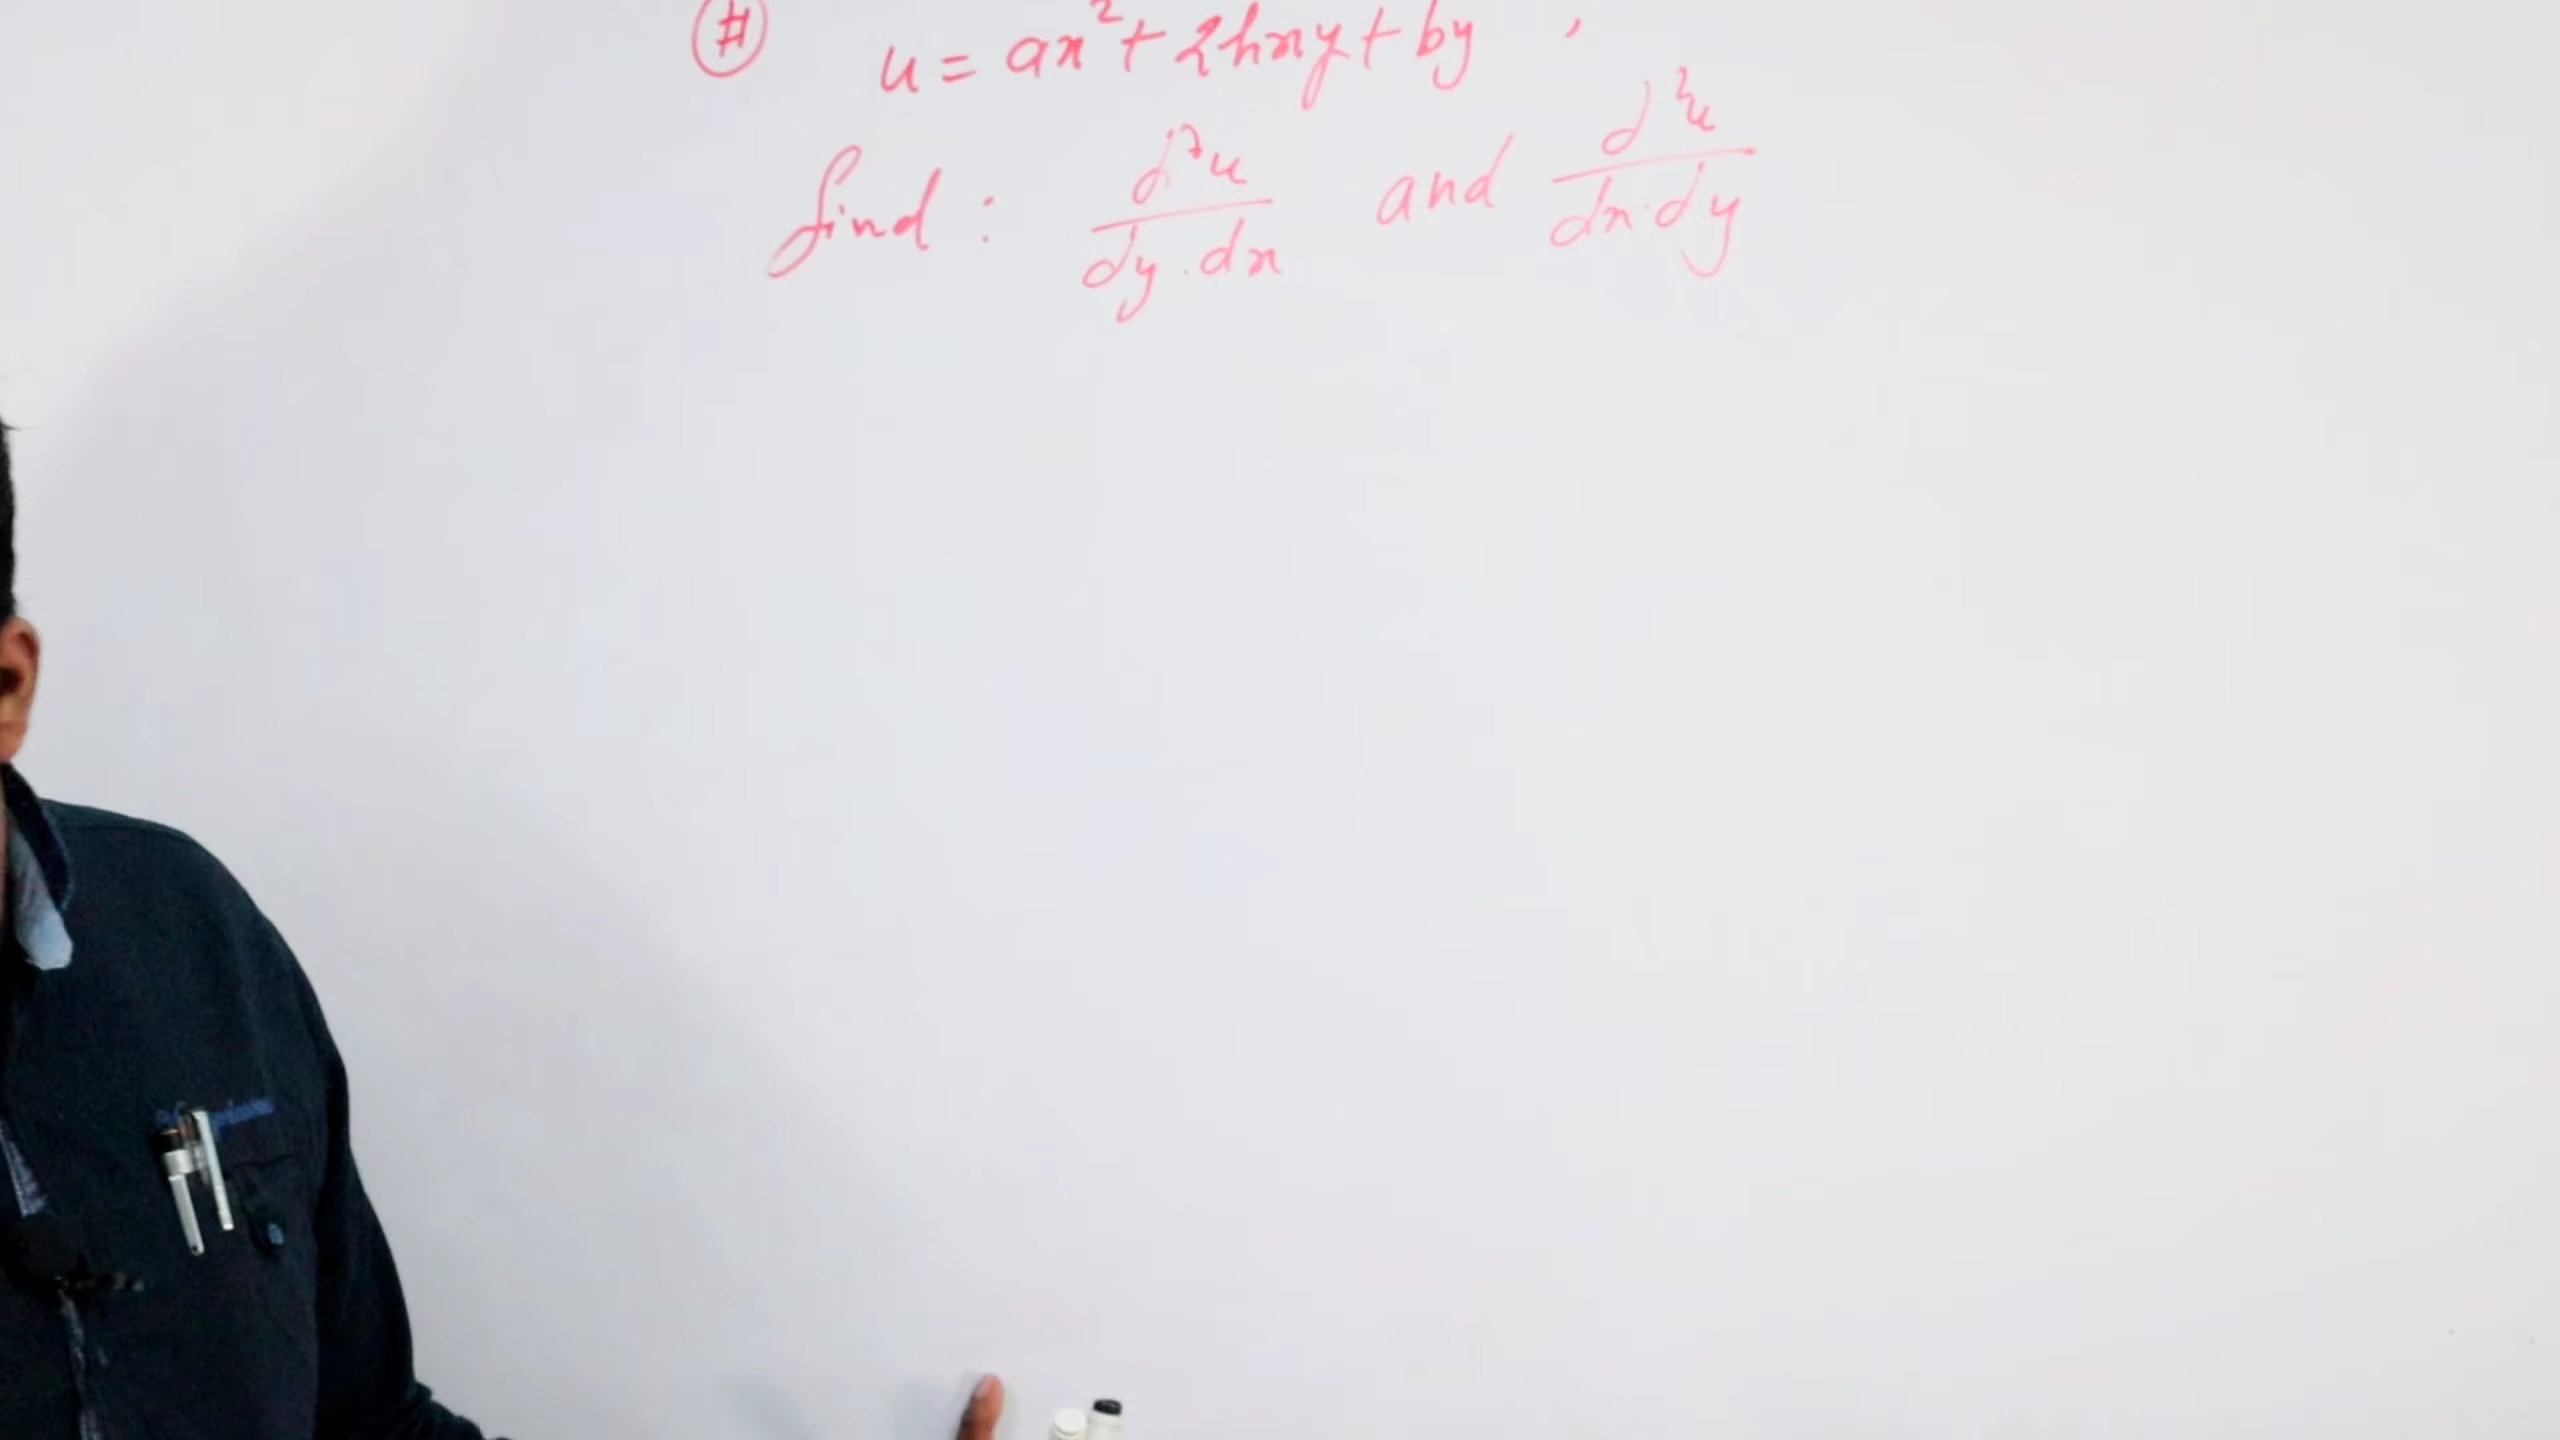 # u = ax² + 2hxy + by ,
find : ∂²u/∂y.∂x and ∂²u/∂x.∂y